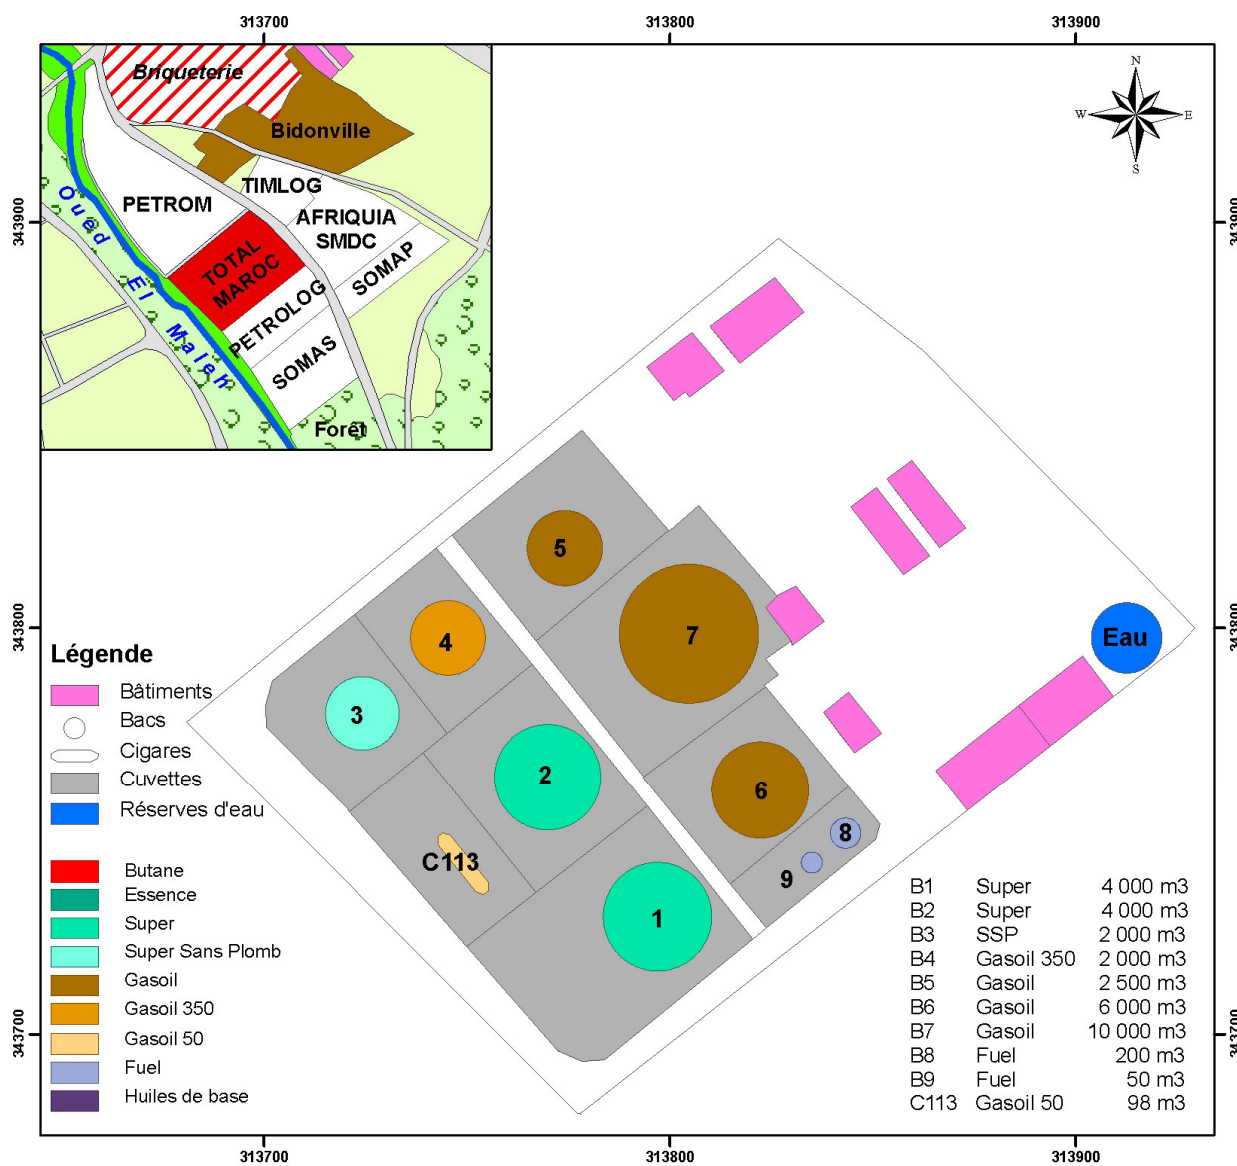 313700
313800
313900
343900
343900
Briqueterie
Bidonville
TIMLOG
PETROM
AFRIQUIA
SMDC
TOTAL
MAROC
SOMAP
PETROLOG
SOMAS
Forêt
Oued El Maleh
N
W
E
S
5
7
4
3
2
6
8
9
C113
1
Eau
343800
343800
Légende
Bâtiments
Bacs
Cigares
Cuvettes
Réserves d'eau
Butane
Essence
Super
Super Sans Plomb
Gasoil
Gasoil 350
Gasoil 50
Fuel
Huiles de base
B1 Super 4 000 m3
B2 Super 4 000 m3
B3 SSP 2 000 m3
B4 Gasoil 350 2 000 m3
B5 Gasoil 2 500 m3
B6 Gasoil 6 000 m3
B7 Gasoil 10 000 m3
B8 Fuel 200 m3
B9 Fuel 50 m3
C113 Gasoil 50 98 m3
343700
343700
313700
313800
313900